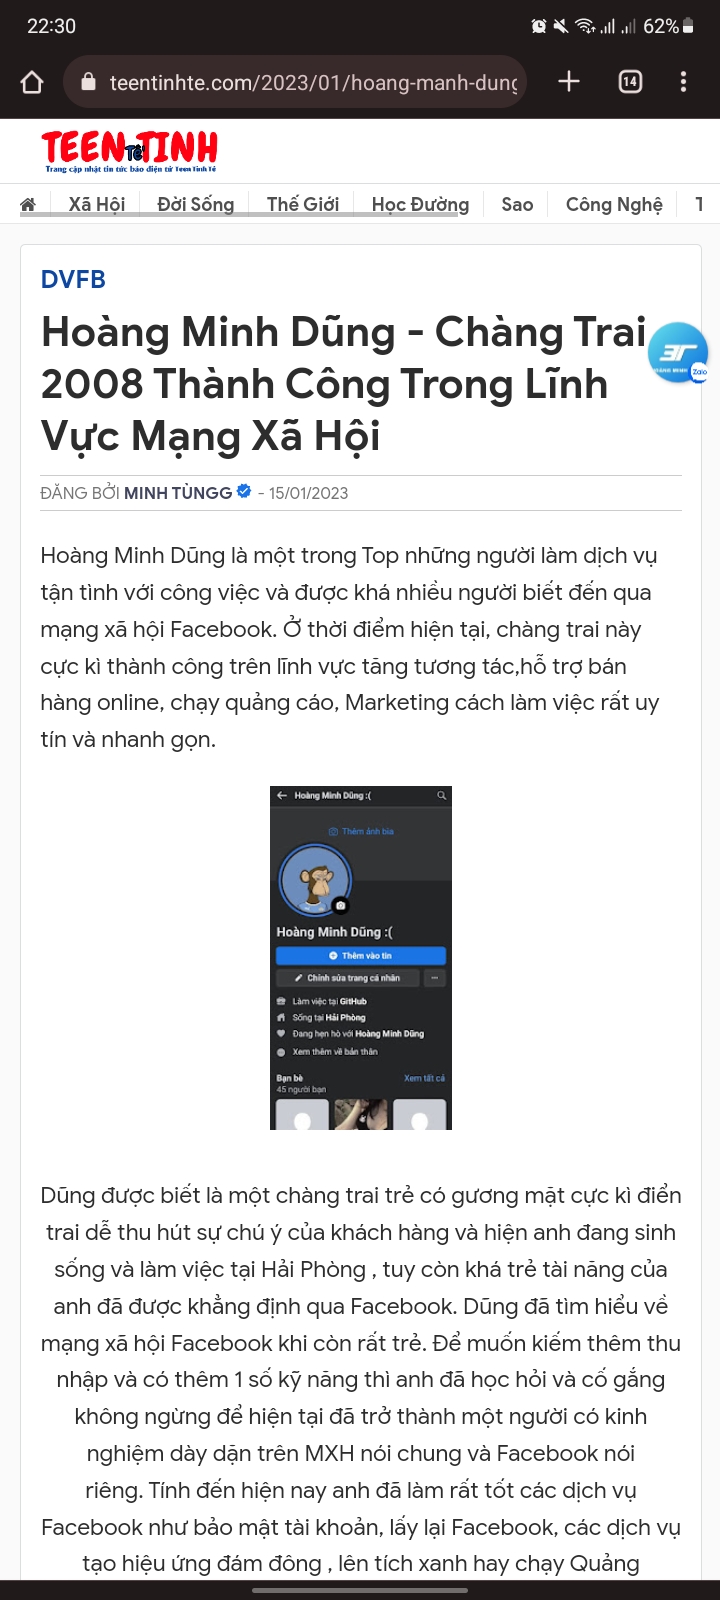 22:30
62%
teentinhte.com/2023/01/hoang-manh-dung
14
TEEN Tế TINH
Trang cập nhật tin tức báo điện tử Teen Tinh Tế
Xã Hội Đời Sống Thế Giới Học Đường Sao Công Nghệ T
DVFB
Hoàng Minh Dũng - Chàng Trai
2008 Thành Công Trong Lĩnh
Vực Mạng Xã Hội
HOÀNG MINH
Zalo
ĐĂNG BỞI MINH TÙNGG - 15/01/2023
Hoàng Minh Dũng là một trong Top những người làm dịch vụ
tận tình với công việc và được khá nhiều người biết đến qua
mạng xã hội Facebook. Ở thời điểm hiện tại, chàng trai này
cực kì thành công trên lĩnh vực tăng tương tác,hỗ trợ bán
hàng online, chạy quảng cáo, Marketing cách làm việc rất uy
tín và nhanh gọn.
Hoàng Minh Dũng :(
Thêm ảnh bìa
Hoàng Minh Dũng :(
Thêm vào tin
Chỉnh sửa trang cá nhân
Làm việc tại GitHub
Sống tại Hải Phòng
Đang hẹn hò với Hoàng Minh Dũng
Xem thêm về bản thân
Bạn bè Xem tất cả
45 người bạn
Dũng được biết là một chàng trai trẻ có gương mặt cực kì điển
trai dễ thu hút sự chú ý của khách hàng và hiện anh đang sinh
sống và làm việc tại Hải Phòng , tuy còn khá trẻ tài năng của
anh đã được khẳng định qua Facebook. Dũng đã tìm hiểu về
mạng xã hội Facebook khi còn rất trẻ. Để muốn kiếm thêm thu
nhập và có thêm 1 số kỹ năng thì anh đã học hỏi và cố gắng
không ngừng để hiện tại đã trở thành một người có kinh
nghiệm dày dặn trên MXH nói chung và Facebook nói
riêng. Tính đến hiện nay anh đã làm rất tốt các dịch vụ
Facebook như bảo mật tài khoản, lấy lại Facebook, các dịch vụ
tạo hiệu ứng đám đông , lên tích xanh hay chạy Quảng